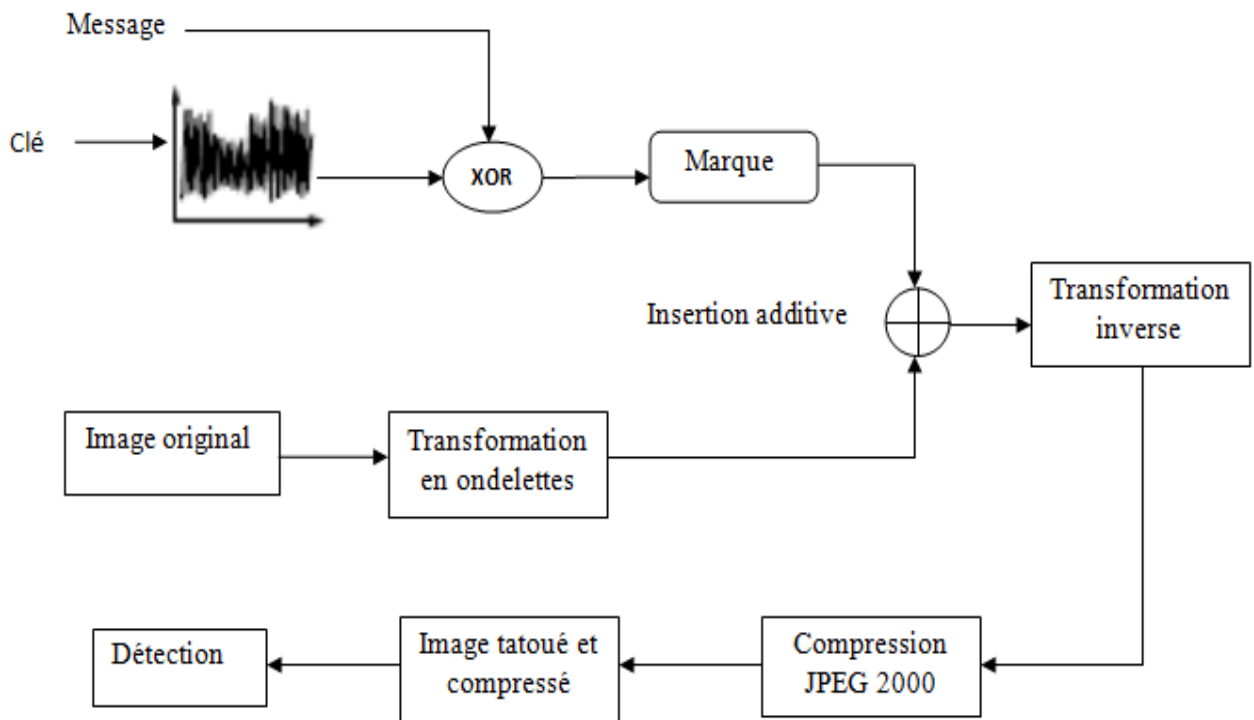 Message
Clé
XOR
Marque
Insertion additive
Transformation
inverse
Image original
Transformation
en ondelettes
Détection
Image tatoué et
compressé
Compression
JPEG 2000